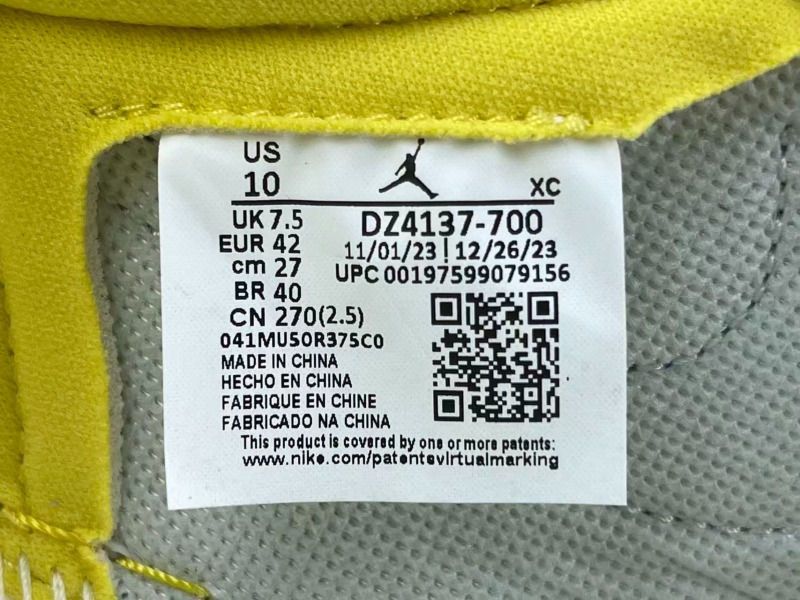 US
10 XC
UK 7.5 DZ4137-700
EUR 42 11/01/23 | 12/26/23
cm 27 UPC 00197599079156
BR 40
CN 270(2.5)
041MU50R375C0
MADE IN CHINA
HECHO EN CHINA
FABRIQUE EN CHINE
FABRICADO NA CHINA
This product is covered by one or more patents:
www.nike.com/patentsvirtualmarking